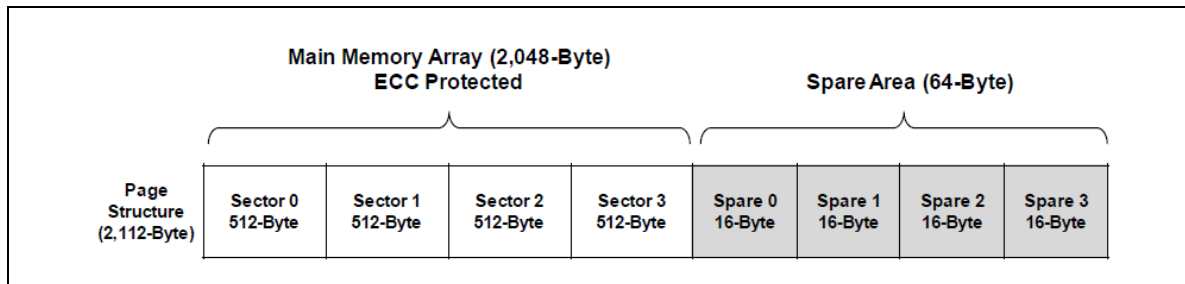 Main Memory Array (2,048-Byte)
ECC Protected
Spare Area (64-Byte)
Page
Structure
(2,112-Byte)
Sector 0
512-Byte
Sector 1
512-Byte
Sector 2
512-Byte
Sector 3
512-Byte
Spare 0
16-Byte
Spare 1
16-Byte
Spare 2
16-Byte
Spare 3
16-Byte